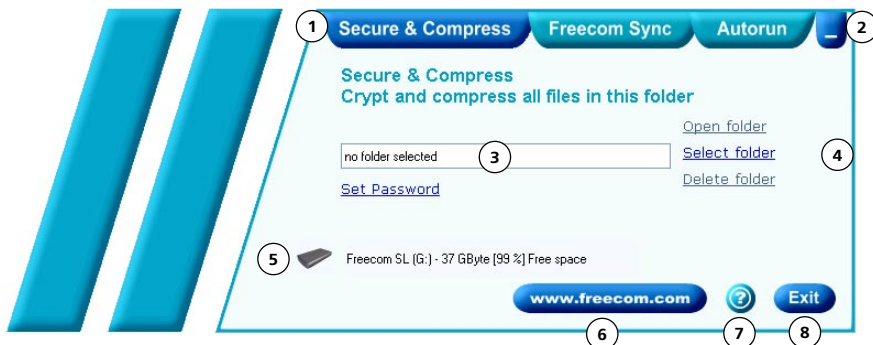 1 Secure & Compress Freecom Sync Autorun _ 2
Secure & Compress
Crypt and compress all files in this folder
Open folder
no folder selected 3 Select folder 4
Set Password Delete folder
5 Freecom SL (G:) - 37 GByte [99 %] Free space
www.freecom.com ? Exit
6 7 8